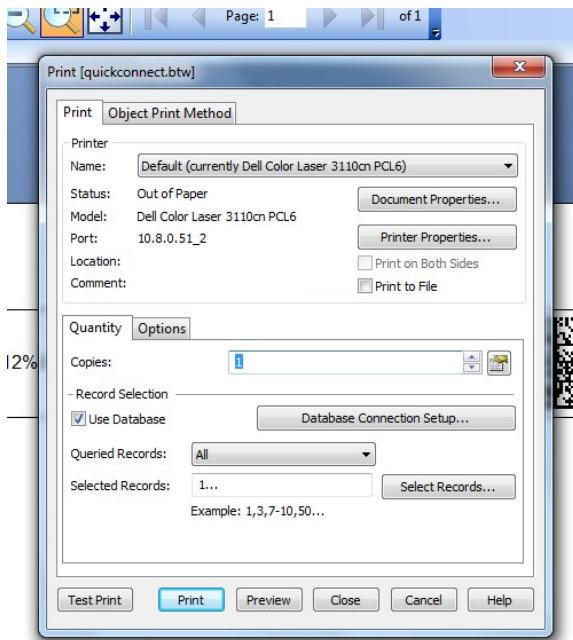 Page: 1 of 1
Print [quickconnect.btw]
Print Object Print Method
Printer
Name: Default (currently Dell Color Laser 3110cn PCL6)
Status: Out of Paper Document Properties...
Model: Dell Color Laser 3110cn PCL6
Port: 10.8.0.51_2 Printer Properties...
Location: Print on Both Sides
Comment: Print to File
Quantity Options
12%
Copies: 1
Record Selection
Use Database Database Connection Setup...
Queried Records: All
Selected Records: 1... Select Records...
Example: 1,3,7-10,50...
Test Print Print Preview Close Cancel Help